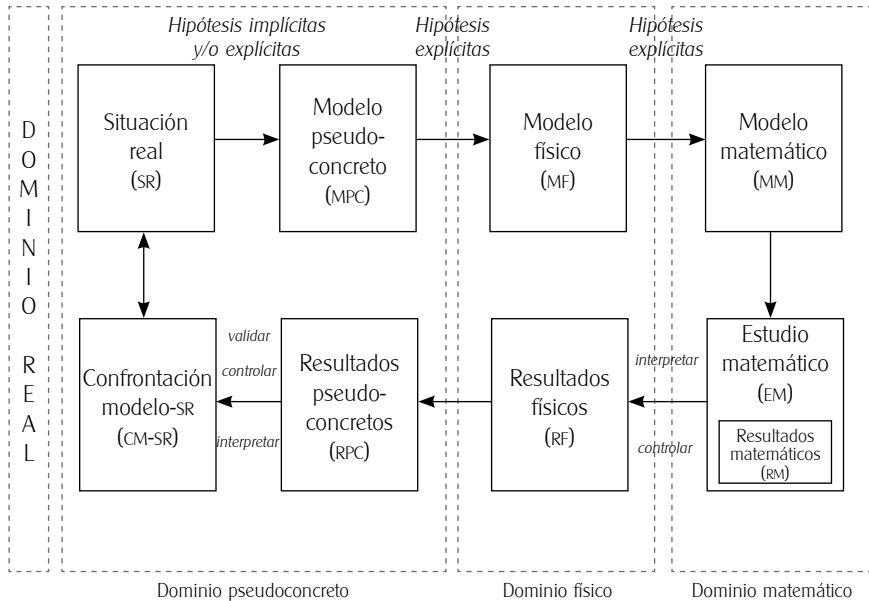 Hipótesis implícitas
y/o explícitas
Hipótesis
explícitas
Hipótesis
explícitas
DOMINIO REAL
Situación
real
(SR)
Modelo
pseudo-
concreto
(MPC)
Modelo
físico
(MF)
Modelo
matemático
(MM)
Confrontación
modelo-SR
(CM-SR)
validar
controlar
interpretar
Resultados
pseudo-
concretos
(RPC)
Resultados
físicos
(RF)
interpretar
controlar
Estudio
matemático
(EM)
Resultados
matemáticos
(RM)
Dominio pseudoconcreto
Dominio físico
Dominio matemático